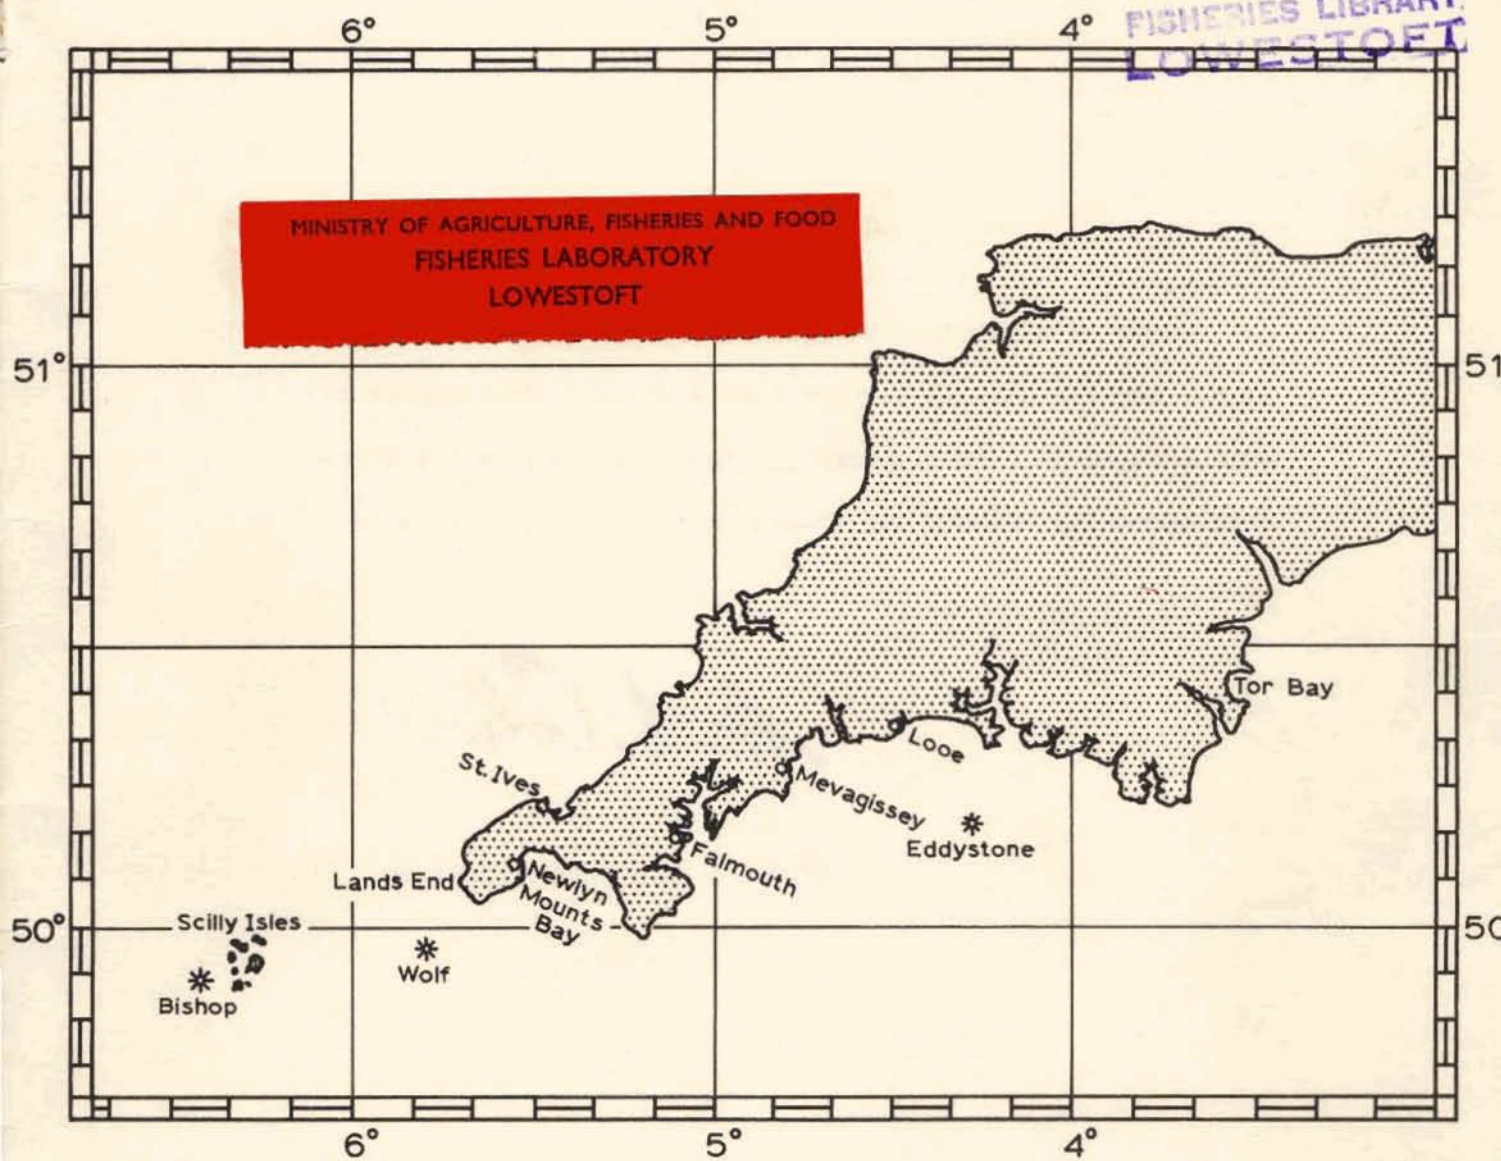 6° 5° 4°
FISHERIES LIBRARY
LOWESTOFT
MINISTRY OF AGRICULTURE, FISHERIES AND FOOD
FISHERIES LABORATORY
LOWESTOFT
51° 51
Tor Bay
Looe
St. Ives
Mevagissey
Eddystone
Falmouth
Lands End
Newlyn
Mounts
Bay
50° 50
Scilly Isles
Wolf
Bishop
6° 5° 4°